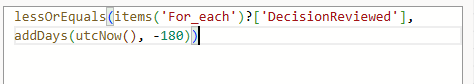 lessOrEquals(items('For_each')?['DecisionReviewed'],
addDays(utcNow(), -180))